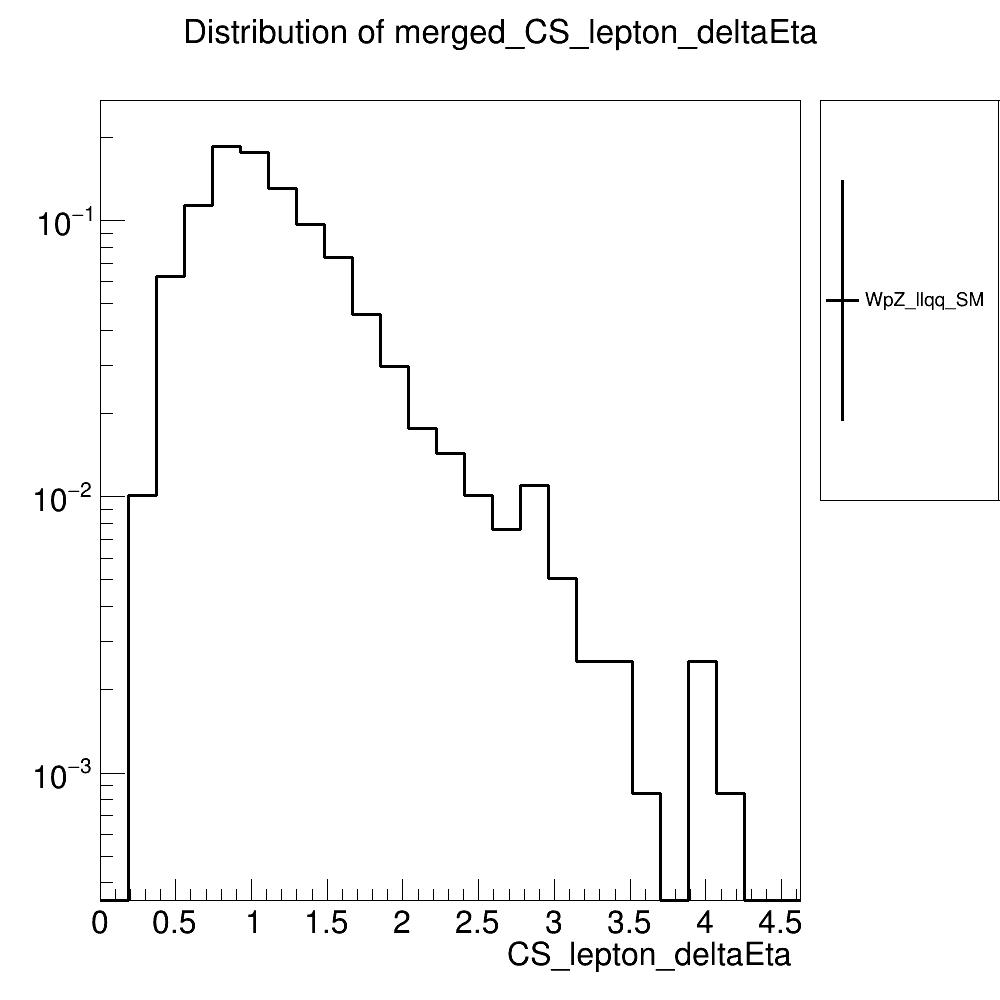 Distribution of merged_CS_lepton_deltaEta
10⁻¹
10⁻²
10⁻³
WpZ_llqq_SM
0 0.5 1 1.5 2 2.5 3 3.5 4 4.5
CS_lepton_deltaEta